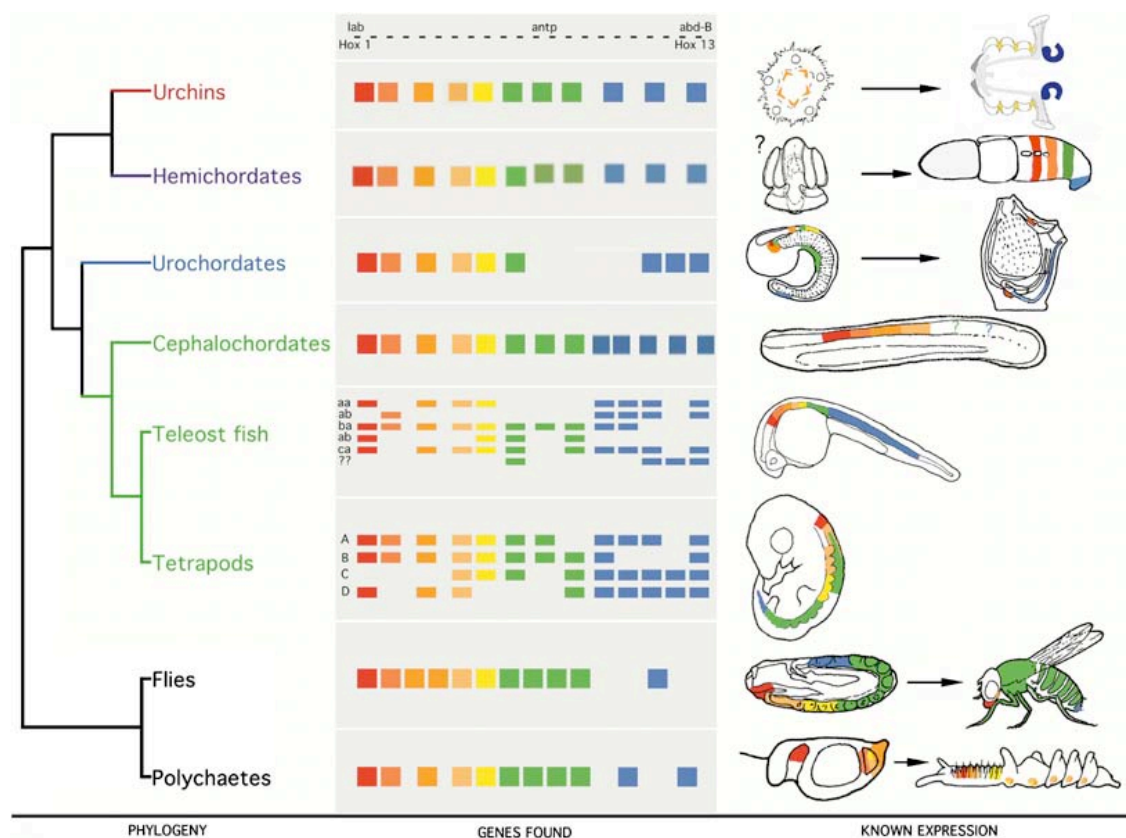 lab antp abd-B
Hox 1 Hox 13
Urchins
?
Hemichordates
Urochordates
Cephalochordates
? ?
aa
ab
ba
Teleost fish
ab
ca
??
A
B
Tetrapods
C
D
Flies
Polychaetes
PHYLOGENY GENES FOUND KNOWN EXPRESSION